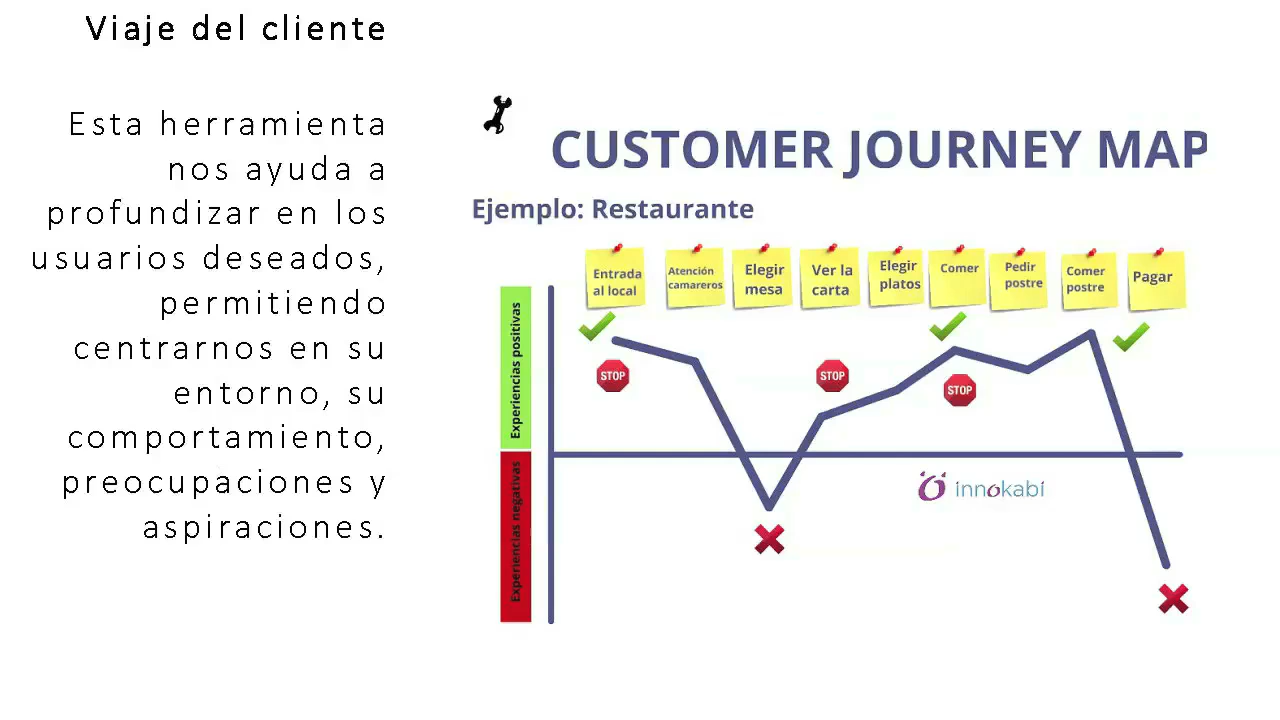 Viaje del cliente
Esta herramienta
nos ayuda a
profundizar en los
usuarios deseados,
permitiendo
centrarnos en su
entorno, su
comportamiento,
preocupaciones y
aspiraciones.
CUSTOMER JOURNEY MAP
Ejemplo: Restaurante
Entrada
al local
Atención
camareros
Elegir
mesa
Ver la
carta
Elegir
platos
Comer
Pedir
postre
Comer
postre
Pagar
Experiencias positivas
STOP
STOP
STOP
Experiencias negativas
innokabi